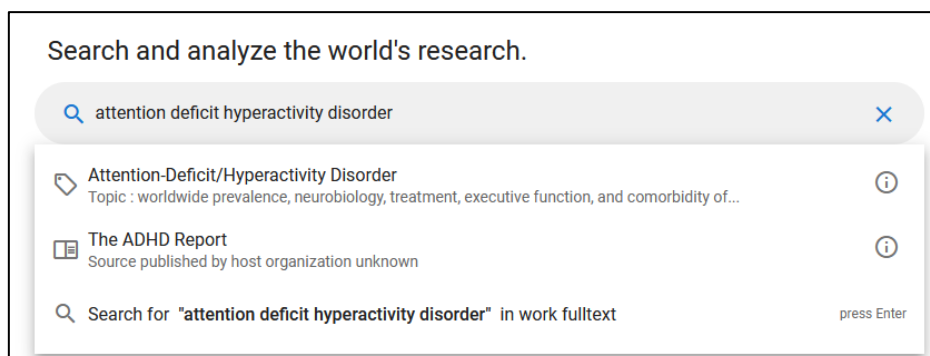 Search and analyze the world's research.
attention deficit hyperactivity disorder
Attention-Deficit/Hyperactivity Disorder
Topic : worldwide prevalence, neurobiology, treatment, executive function, and comorbidity of...
The ADHD Report
Source published by host organization unknown
Search for "attention deficit hyperactivity disorder" in work fulltext press Enter